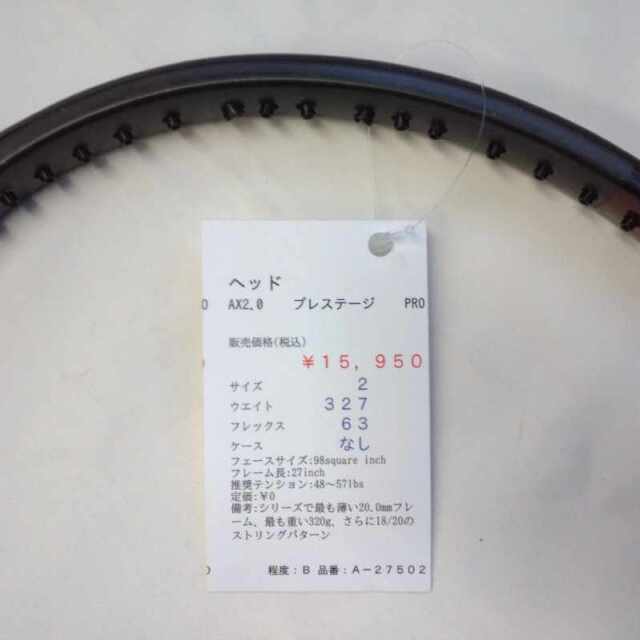 ヘッド
AX2.0 プレステージ PRO
販売価格(税込)
¥15,950
サイズ 2
ウエイト 327
フレックス 63
ケース なし
フェースサイズ:98square inch
フレーム長:27inch
推奨テンション:48～57lbs
定価:¥0
備考:シリーズで最も薄い20.0mmフレ
ーム、最も重い320g、さらに18/20の
ストリングパターン
程度:B 品番:A－27502